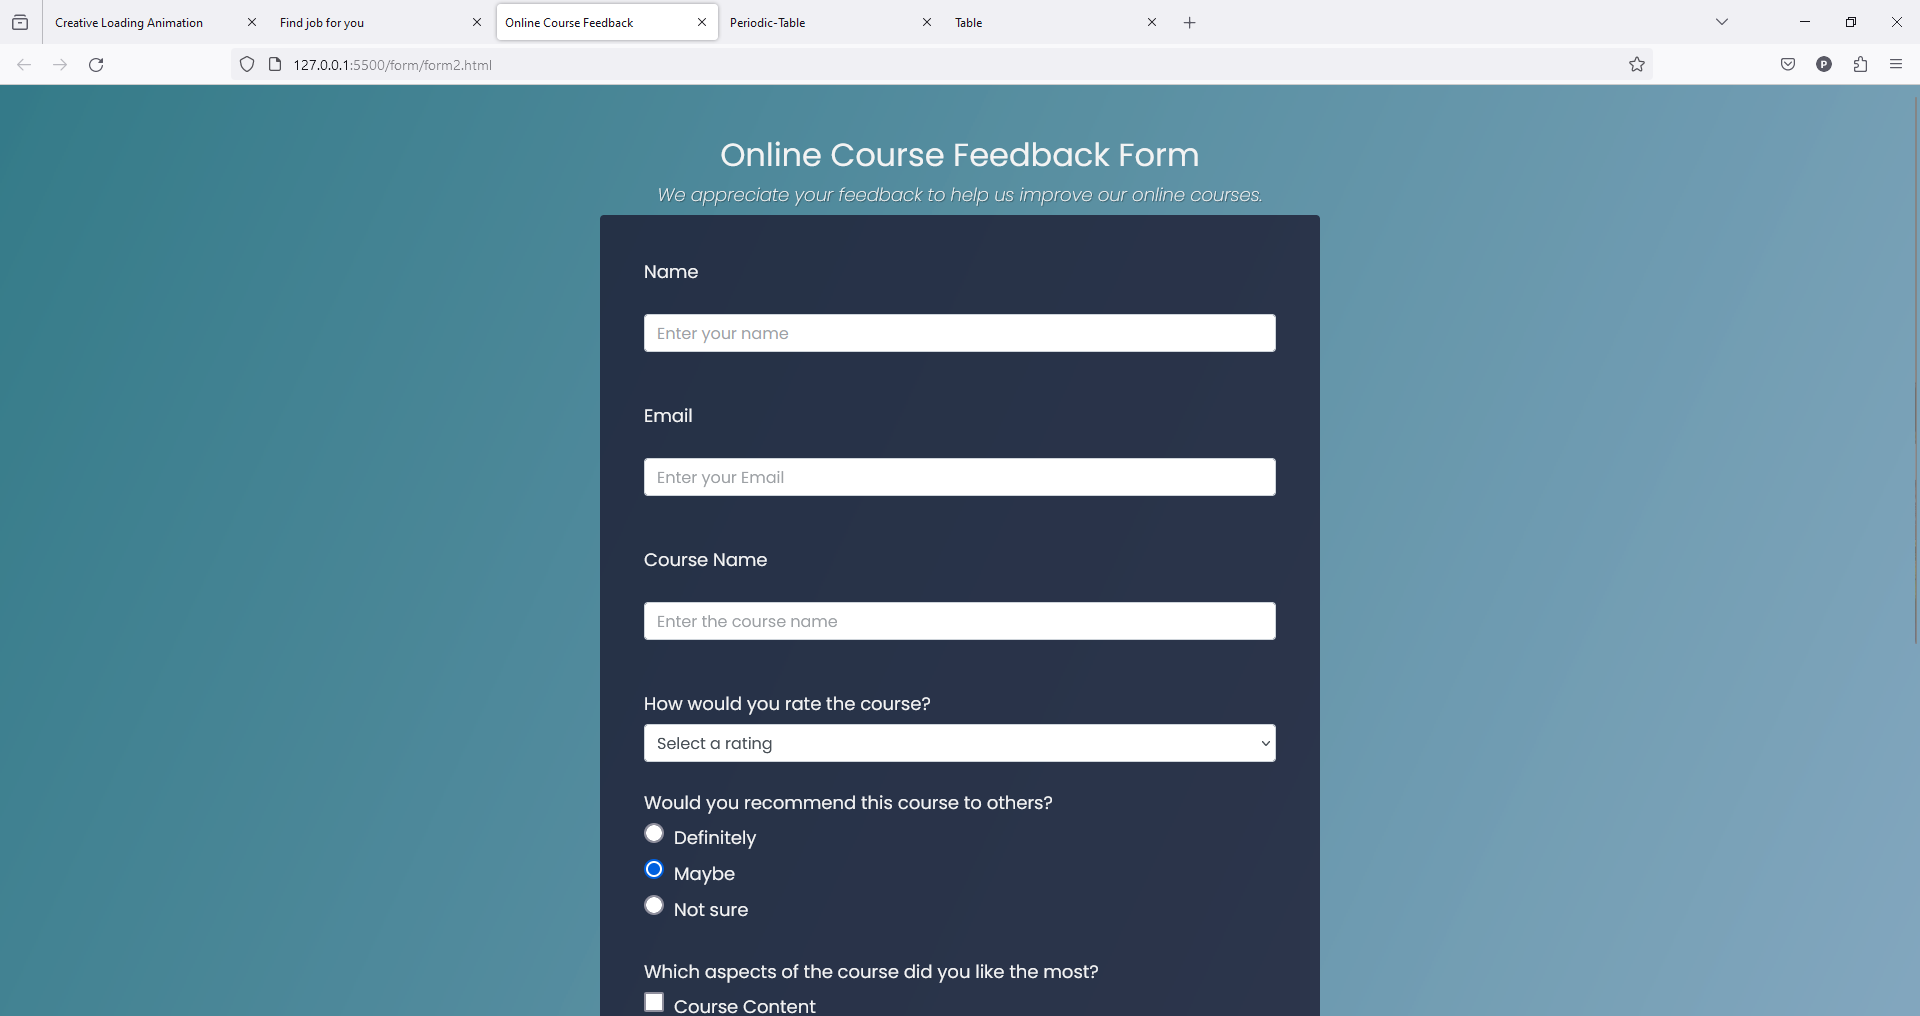 Creative Loading Animation
Find job for you
Online Course Feedback
Periodic-Table
Table
127.0.0.1:5500/form/form2.html
P
Online Course Feedback Form
We appreciate your feedback to help us improve our online courses.
Name
Enter your name
Email
Enter your Email
Course Name
Enter the course name
How would you rate the course?
Select a rating
Would you recommend this course to others?
Definitely
Maybe
Not sure
Which aspects of the course did you like the most?
Course Content